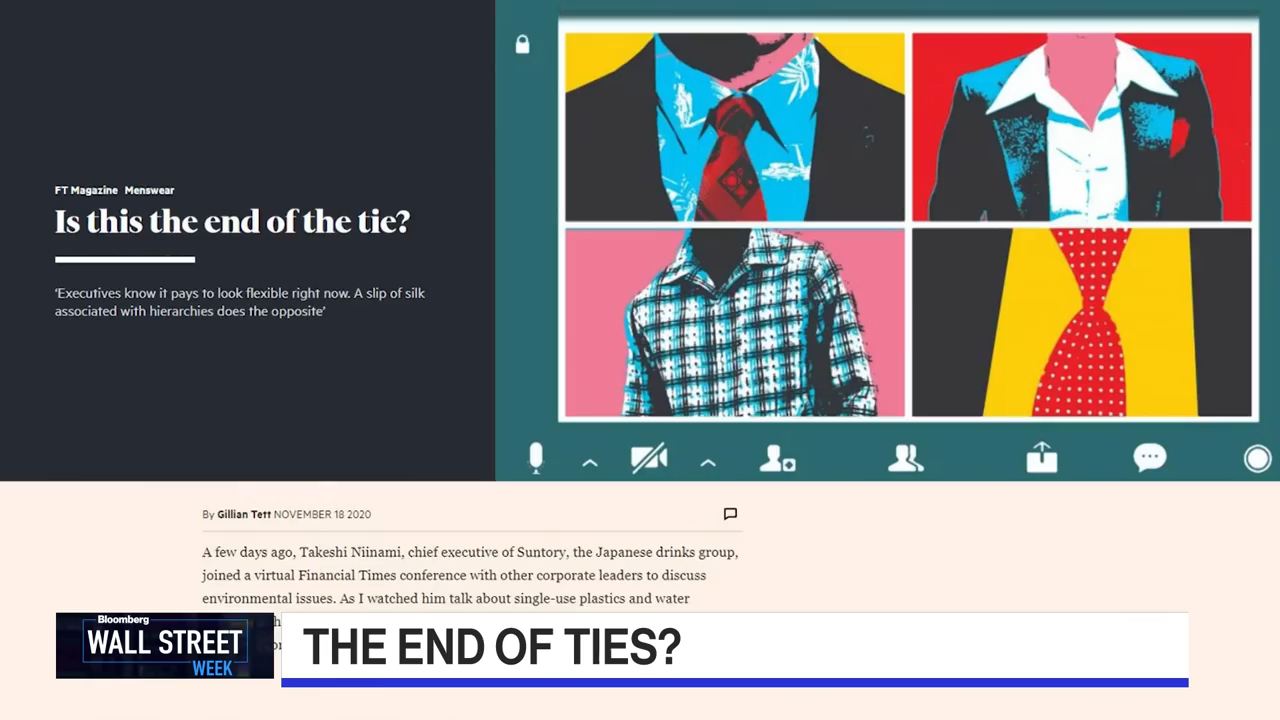 FT Magazine Menswear
Is this the end of the tie?
‘Executives know it pays to look flexible right now. A slip of silk
associated with hierarchies does the opposite’
By Gillian Tett NOVEMBER 18 2020
A few days ago, Takeshi Niinami, chief executive of Suntory, the Japanese drinks group,
joined a virtual Financial Times conference with other corporate leaders to discuss
environmental issues. As I watched him talk about single-use plastics and water
Bloomberg
WALL STREET
WEEK
THE END OF TIES?